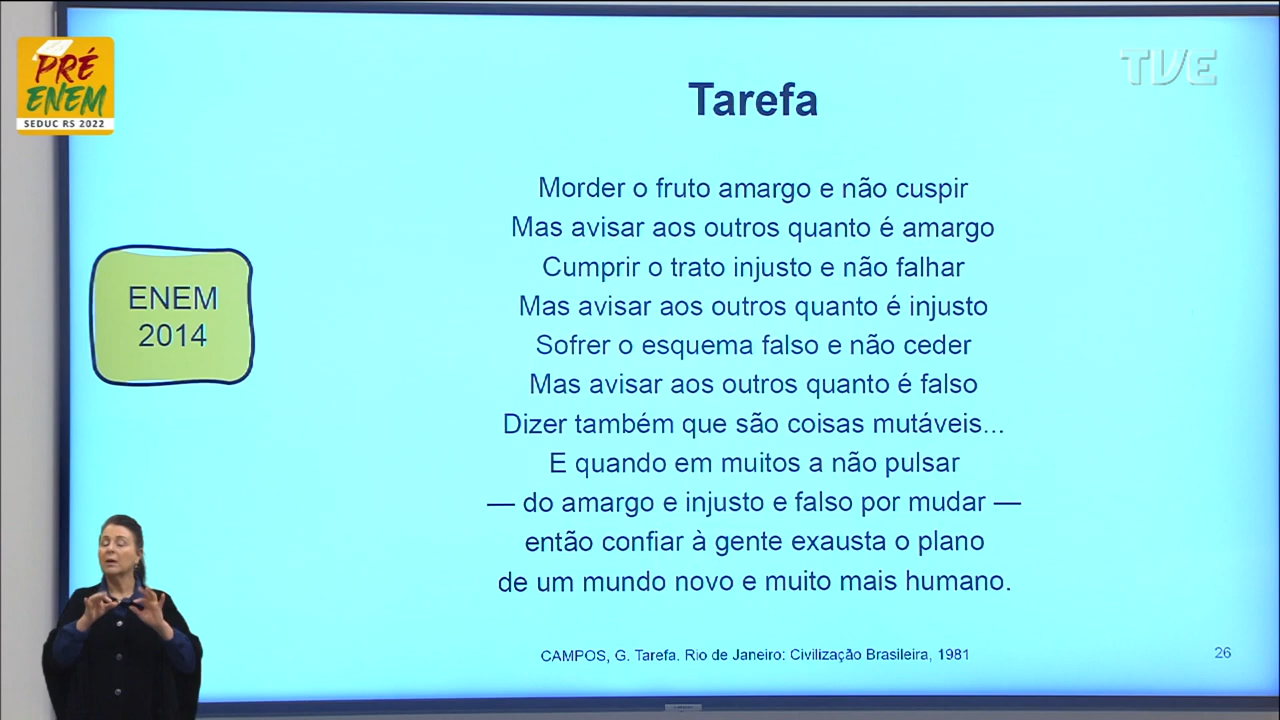 PRÉ
ENEM
SEDUC RS 2022
TVE
Tarefa
Morder o fruto amargo e não cuspir
Mas avisar aos outros quanto é amargo
Cumprir o trato injusto e não falhar
Mas avisar aos outros quanto é injusto
Sofrer o esquema falso e não ceder
Mas avisar aos outros quanto é falso
Dizer também que são coisas mutáveis...
E quando em muitos a não pulsar
— do amargo e injusto e falso por mudar —
então confiar à gente exausta o plano
de um mundo novo e muito mais humano.
ENEM
2014
CAMPOS, G. Tarefa. Rio de Janeiro: Civilização Brasileira, 1981
26